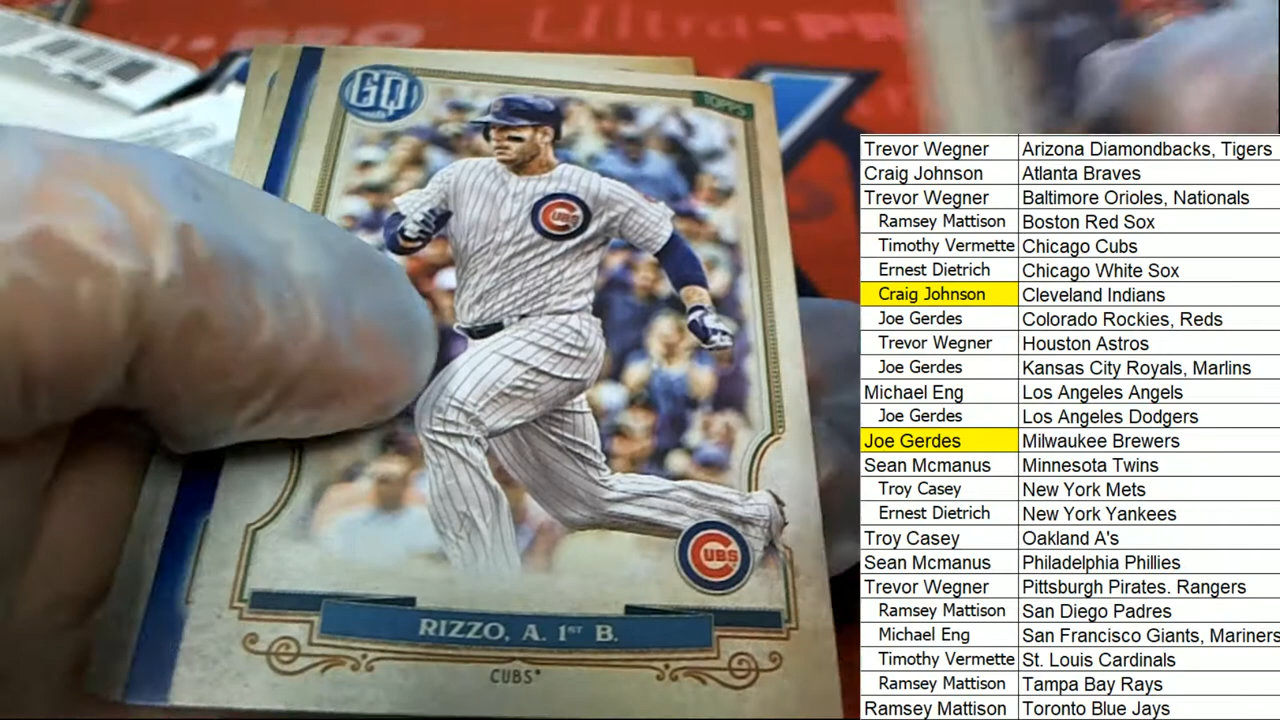 Ultra•PR
PRO
GQ
TOPPS
CUBS
CUBS
RIZZO, A. 1ST B.
CUBS*
Trevor Wegner Arizona Diamondbacks, Tigers
Craig Johnson Atlanta Braves
Trevor Wegner Baltimore Orioles, Nationals
Ramsey Mattison Boston Red Sox
Timothy Vermette Chicago Cubs
Ernest Dietrich Chicago White Sox
Craig Johnson Cleveland Indians
Joe Gerdes Colorado Rockies, Reds
Trevor Wegner Houston Astros
Joe Gerdes Kansas City Royals, Marlins
Michael Eng Los Angeles Angels
Joe Gerdes Los Angeles Dodgers
Joe Gerdes Milwaukee Brewers
Sean Mcmanus Minnesota Twins
Troy Casey New York Mets
Ernest Dietrich New York Yankees
Troy Casey Oakland A's
Sean Mcmanus Philadelphia Phillies
Trevor Wegner Pittsburgh Pirates. Rangers
Ramsey Mattison San Diego Padres
Michael Eng San Francisco Giants, Mariners
Timothy Vermette St. Louis Cardinals
Ramsey Mattison Tampa Bay Rays
Ramsey Mattison Toronto Blue Jays